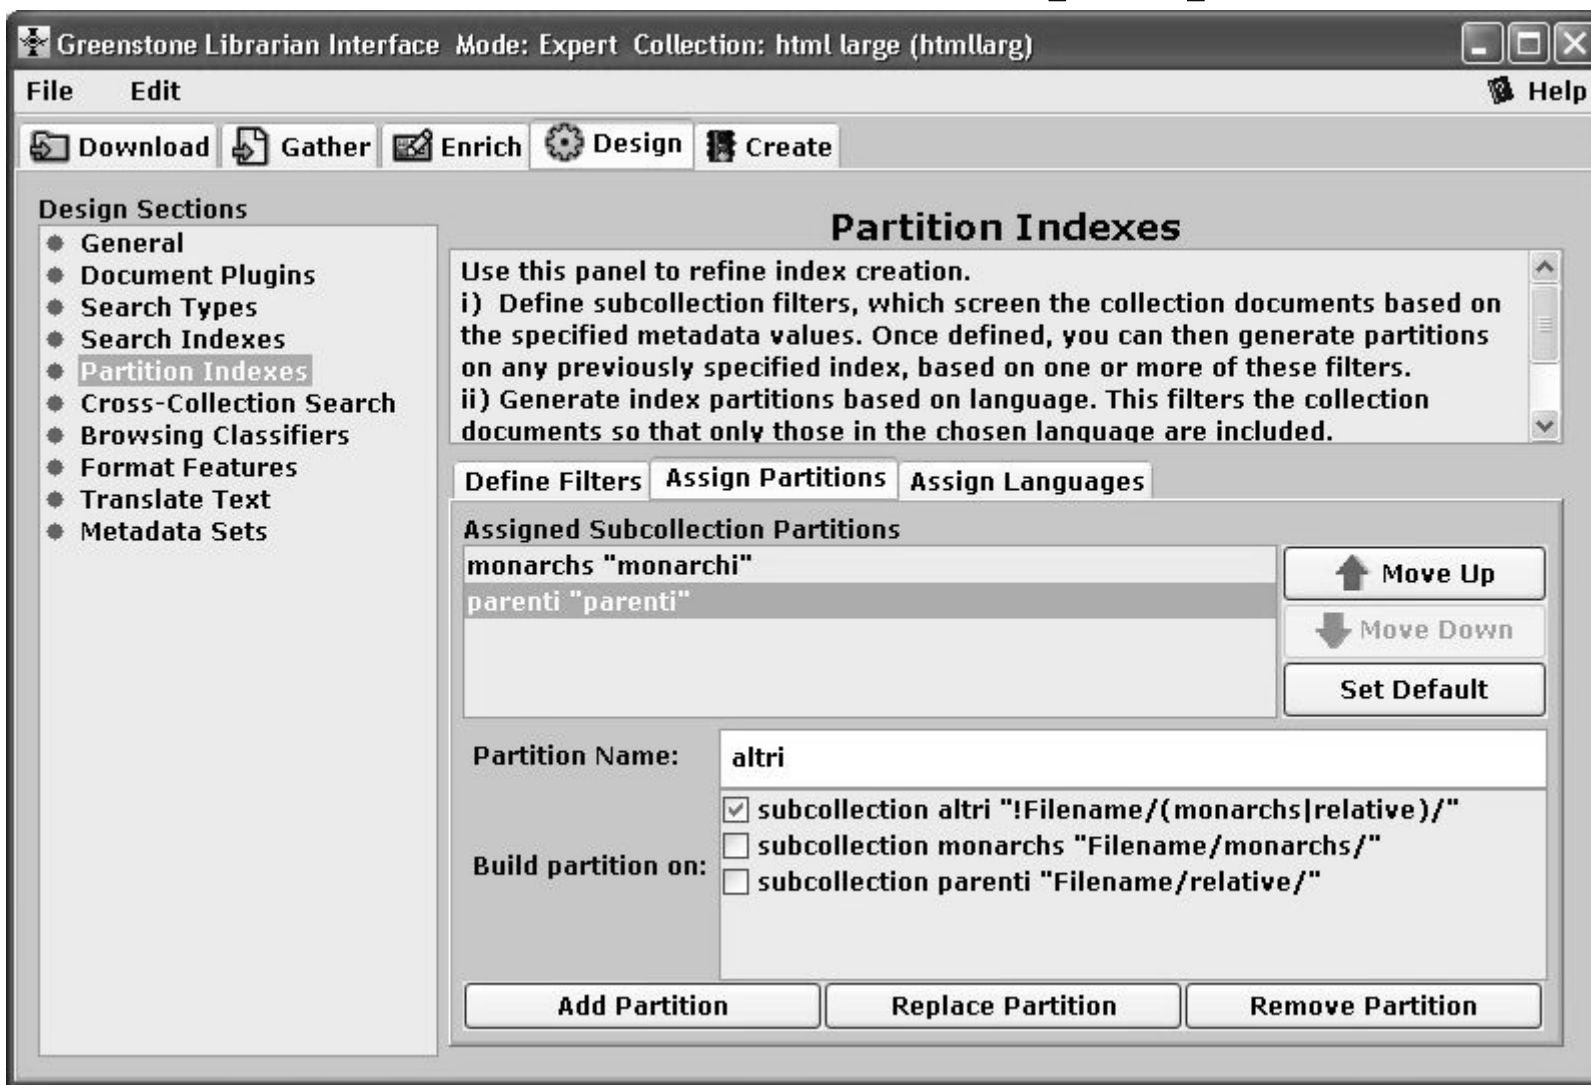 Greenstone Librarian Interface Mode: Expert Collection: html large (htmllarg)
File Edit Help
Download Gather Enrich Design Create
Design Sections
General
Document Plugins
Search Types
Search Indexes
Partition Indexes
Cross-Collection Search
Browsing Classifiers
Format Features
Translate Text
Metadata Sets
Partition Indexes
Use this panel to refine index creation.
i) Define subcollection filters, which screen the collection documents based on
the specified metadata values. Once defined, you can then generate partitions
on any previously specified index, based on one or more of these filters.
ii) Generate index partitions based on language. This filters the collection
documents so that only those in the chosen language are included.
Define Filters Assign Partitions Assign Languages
Assigned Subcollection Partitions
monarchs "monarchi"
parenti "parenti"
Move Up
Move Down
Set Default
Partition Name: altri
Build partition on:
subcollection altri "!Filename/(monarchs|relative)/"
subcollection monarchs "Filename/monarchs/"
subcollection parenti "Filename/relative/"
Add Partition Replace Partition Remove Partition